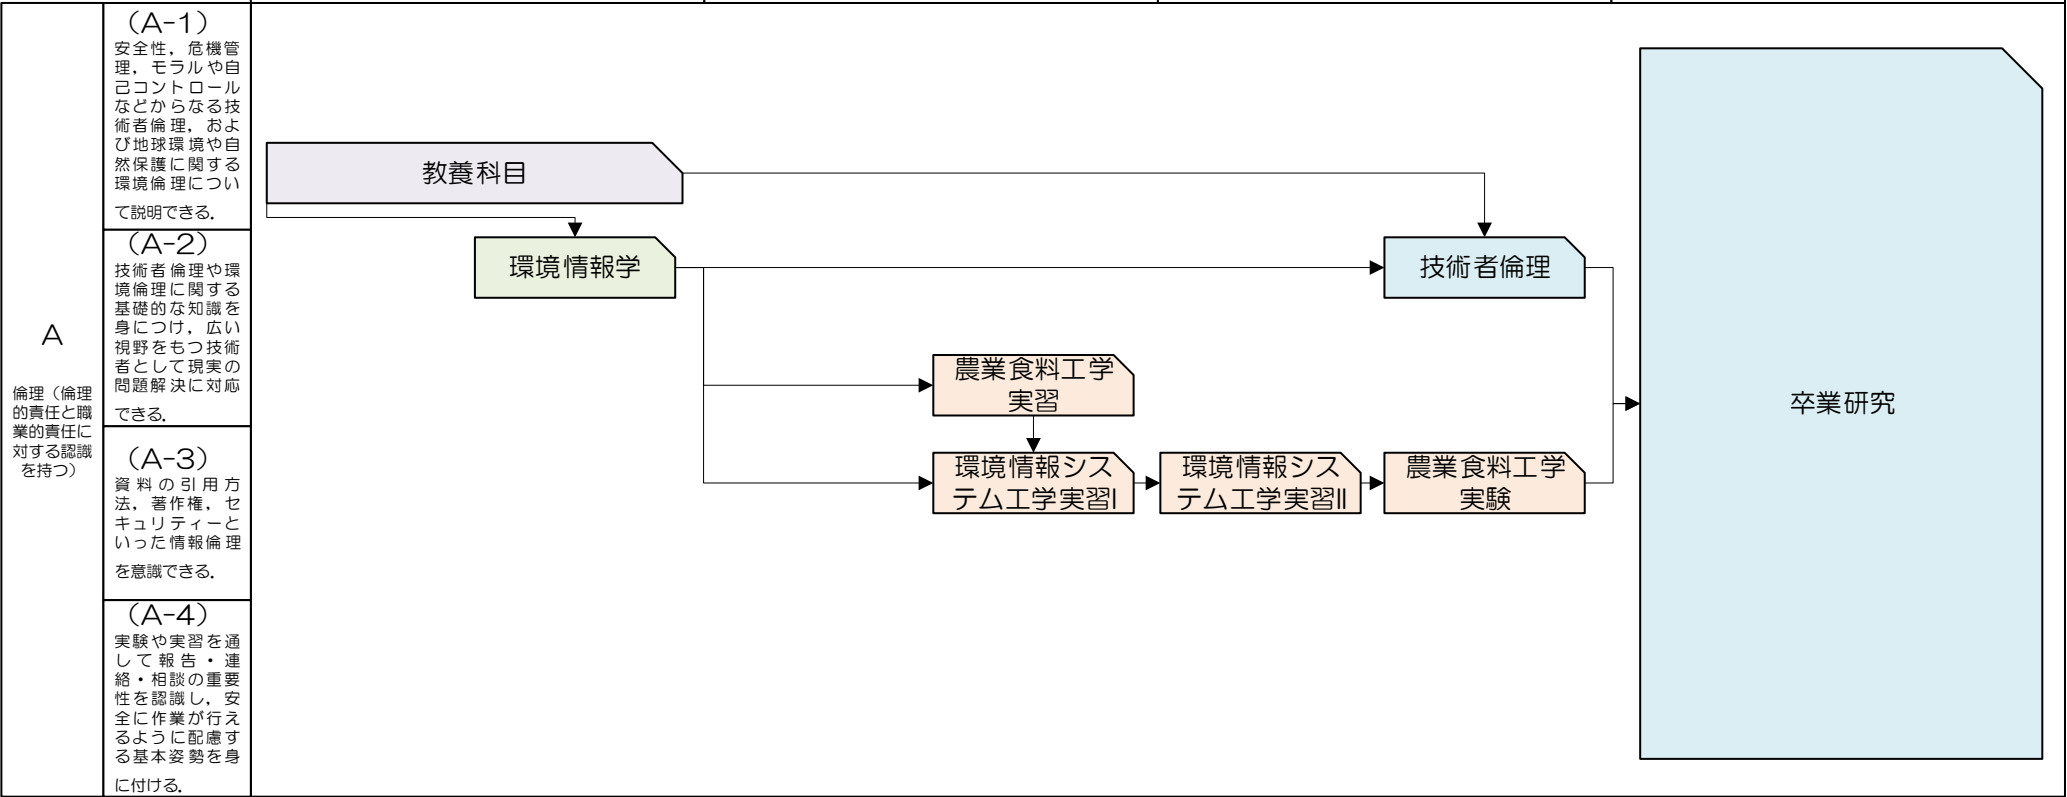 A
倫理（倫理
的責任と職
業的責任に
対する認識
を持つ）
（A-1）
安全性，危機管
理，モラルや自
己コントロール
などからなる技
術者倫理，およ
び地球環境や自
然保護に関する
環境倫理につい
て説明できる．
（A-2）
技術者倫理や環
境倫理に関する
基礎的な知識を
身につけ，広い
視野をもつ技術
者として現実の
問題解決に対応
できる．
（A-3）
資料の引用方
法，著作権，セ
キュリティーと
いった情報倫理
を意識できる．
（A-4）
実験や実習を通
して報告・連
絡・相談の重要
性を認識し，安
全に作業が行え
るように配慮す
る基本姿勢を身
に付ける．
教養科目
環境情報学
技術者倫理
農業食料工学
実習
環境情報シス
テム工学実習I
環境情報シス
テム工学実習II
農業食料工学
実験
卒業研究